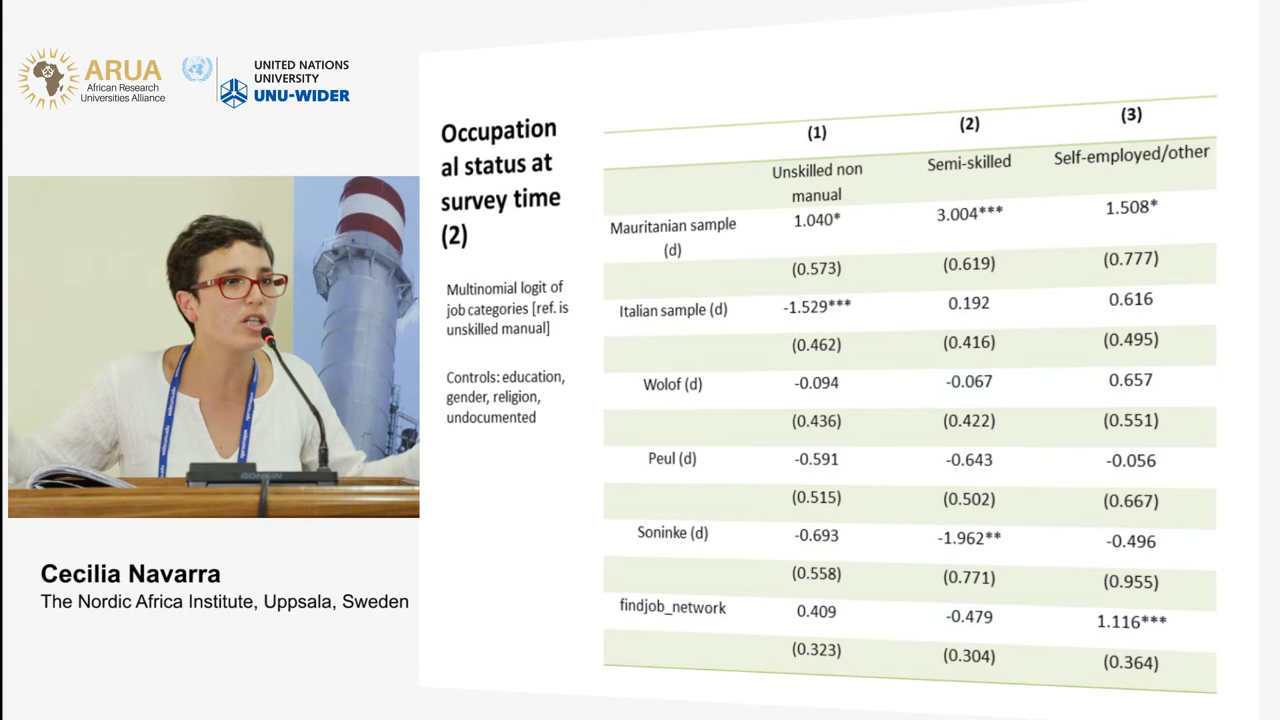 ARUA
African Research
Universities Alliance
UNITED NATIONS
UNIVERSITY
UNU-WIDER
GONSIN
Cecilia Navarra
The Nordic Africa Institute, Uppsala, Sweden
Occupation
al status at
survey time
(2)
Multinomial logit of
job categories [ref. is
unskilled manual]
Controls: education,
gender, religion,
undocumented
(1) (2) (3)
Unskilled non
manual Semi-skilled Self-employed/other
Mauritanian sample
(d) 1.040* 3.004*** 1.508*
(0.573) (0.619) (0.777)
Italian sample (d) -1.529*** 0.192 0.616
(0.462) (0.416) (0.495)
Wolof (d) -0.094 -0.067 0.657
(0.436) (0.422) (0.551)
Peul (d) -0.591 -0.643 -0.056
(0.515) (0.502) (0.667)
Soninke (d) -0.693 -1.962** -0.496
(0.558) (0.771) (0.955)
findjob_network 0.409 -0.479 1.116***
(0.323) (0.304) (0.364)